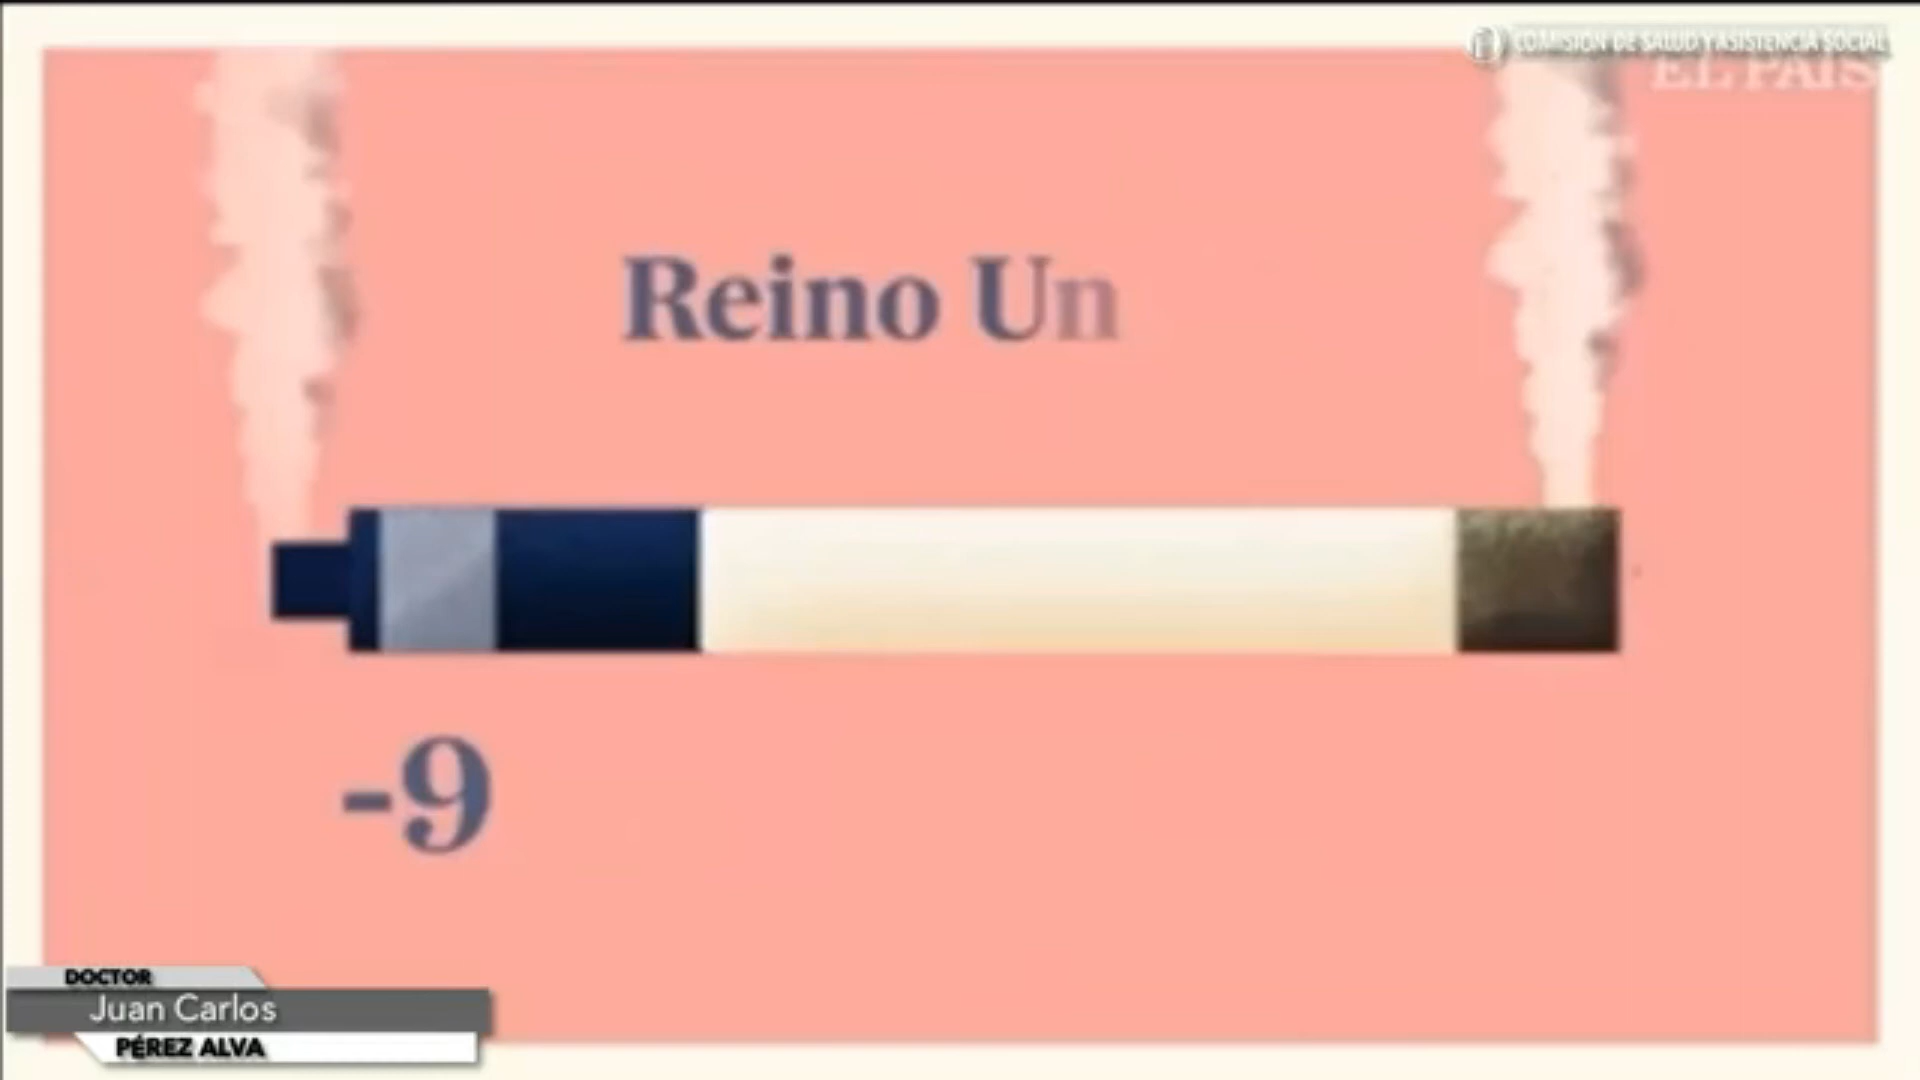 COMISIÓN DE SALUD Y ASISTENCIA SOCIAL
EL PAÍS
Reino Un
-9
DOCTOR
Juan Carlos
PÉREZ ALVA